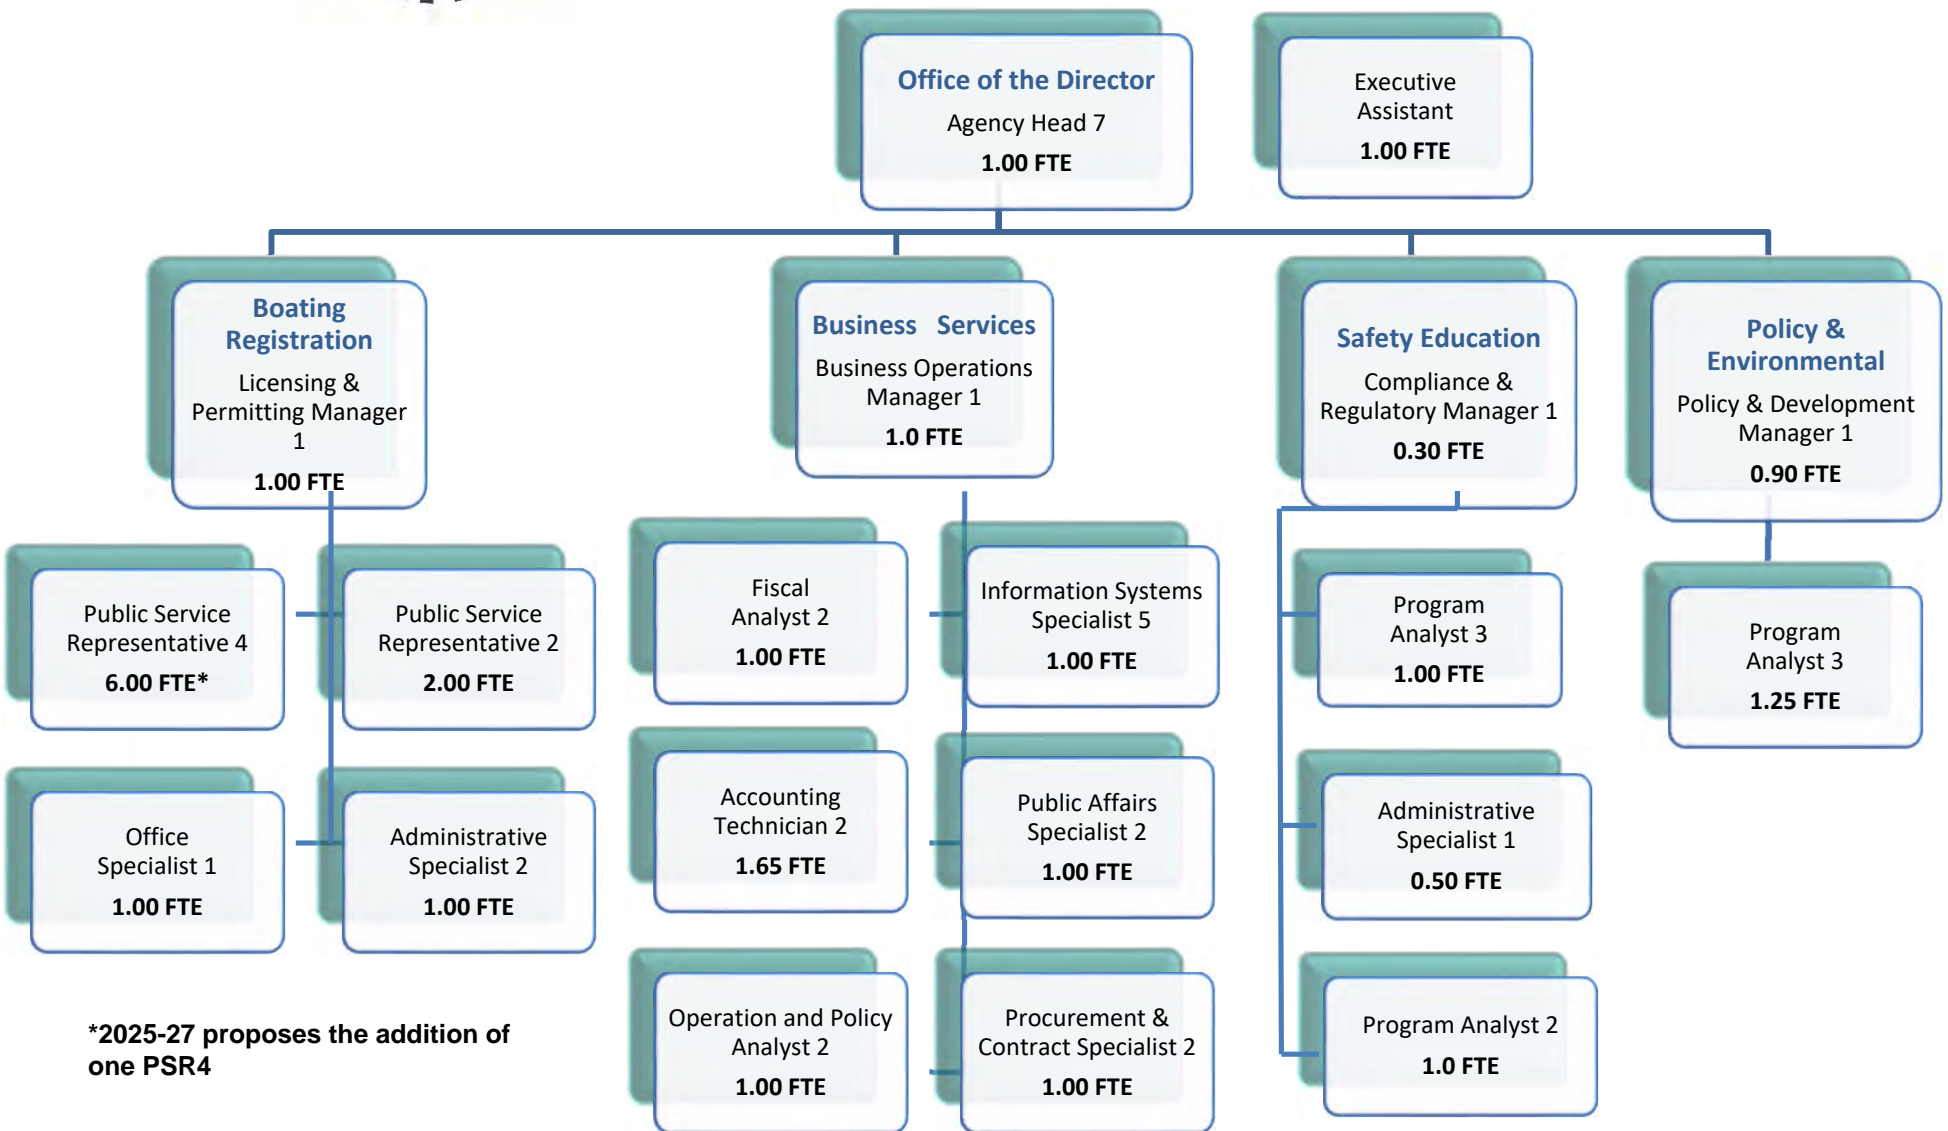 Office of the Director
Agency Head 7
1.00 FTE
Executive
Assistant
1.00 FTE
Boating
Registration
Licensing &
Permitting Manager
1
1.00 FTE
Business Services
Business Operations
Manager 1
1.0 FTE
Safety Education
Compliance &
Regulatory Manager 1
0.30 FTE
Policy &
Environmental
Policy & Development
Manager 1
0.90 FTE
Public Service
Representative 4
6.00 FTE*
Public Service
Representative 2
2.00 FTE
Office
Specialist 1
1.00 FTE
Administrative
Specialist 2
1.00 FTE
Fiscal
Analyst 2
1.00 FTE
Information Systems
Specialist 5
1.00 FTE
Accounting
Technician 2
1.65 FTE
Public Affairs
Specialist 2
1.00 FTE
Operation and Policy
Analyst 2
1.00 FTE
Procurement &
Contract Specialist 2
1.00 FTE
Program
Analyst 3
1.00 FTE
Administrative
Specialist 1
0.50 FTE
Program Analyst 2
1.0 FTE
Program
Analyst 3
1.25 FTE
*2025-27 proposes the addition of
one PSR4